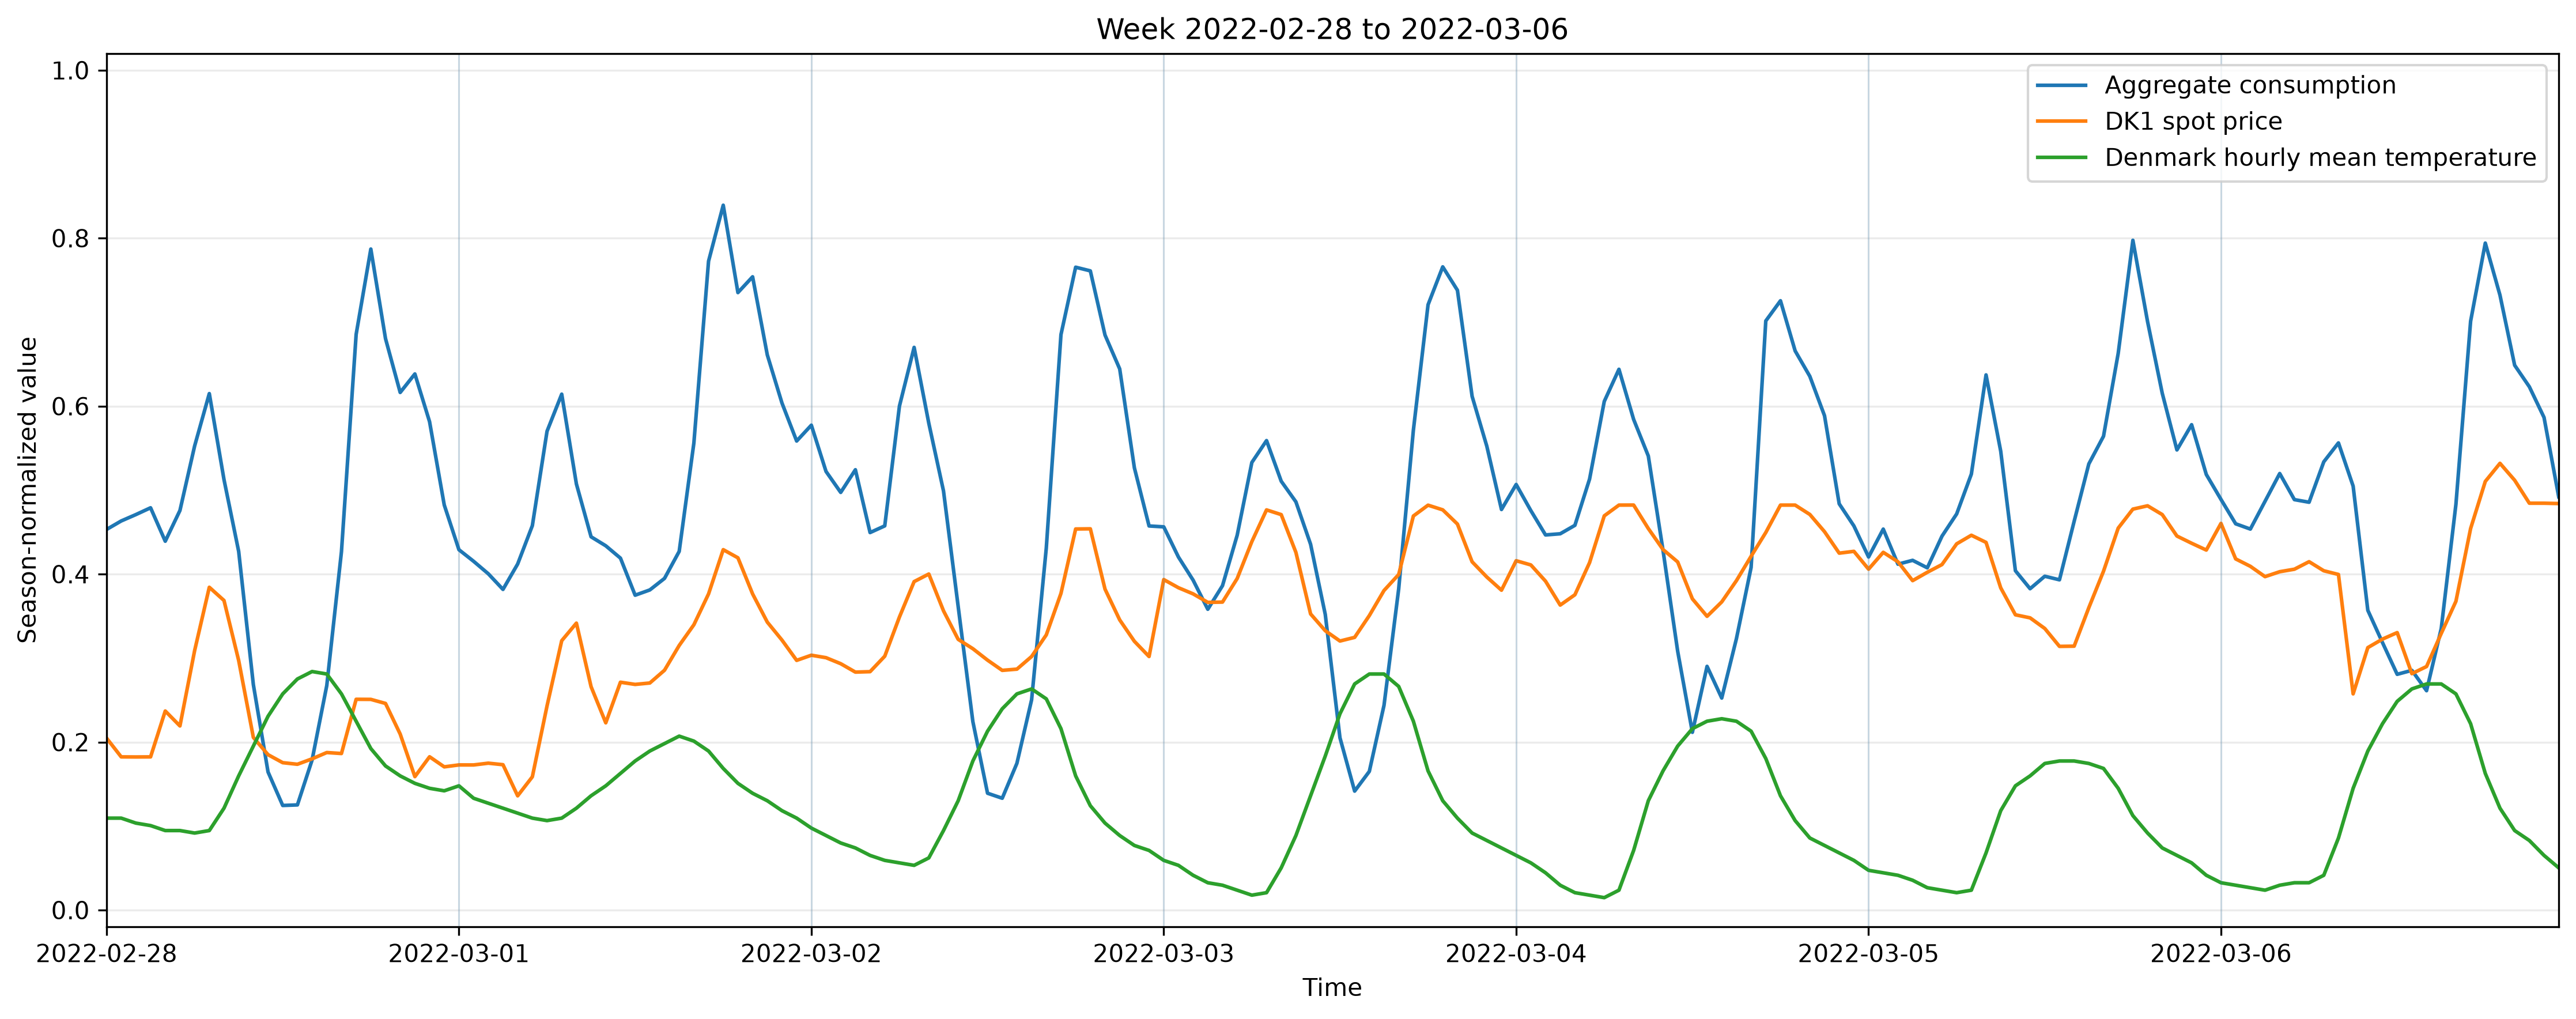 Week 2022-02-28 to 2022-03-06
Aggregate consumption
DK1 spot price
Denmark hourly mean temperature
Season-normalized value
1.0
0.8
0.6
0.4
0.2
0.0
2022-02-28 2022-03-01 2022-03-02 2022-03-03 2022-03-04 2022-03-05 2022-03-06
Time